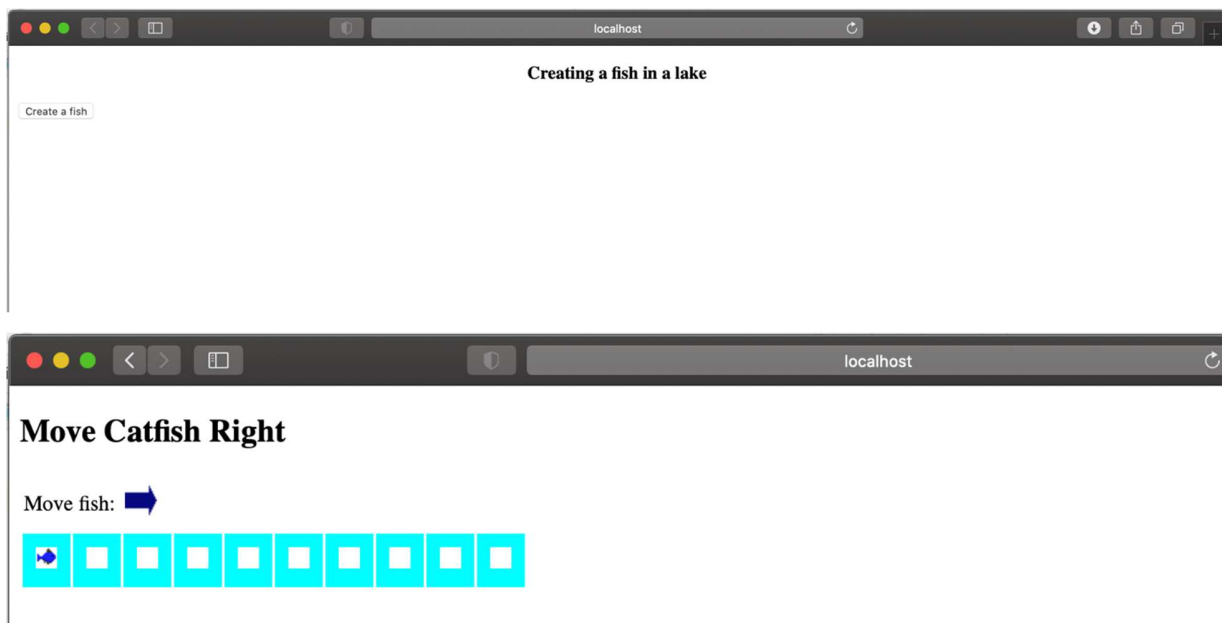 localhost
Creating a fish in a lake
Create a fish
localhost
Move Catfish Right
Move fish: